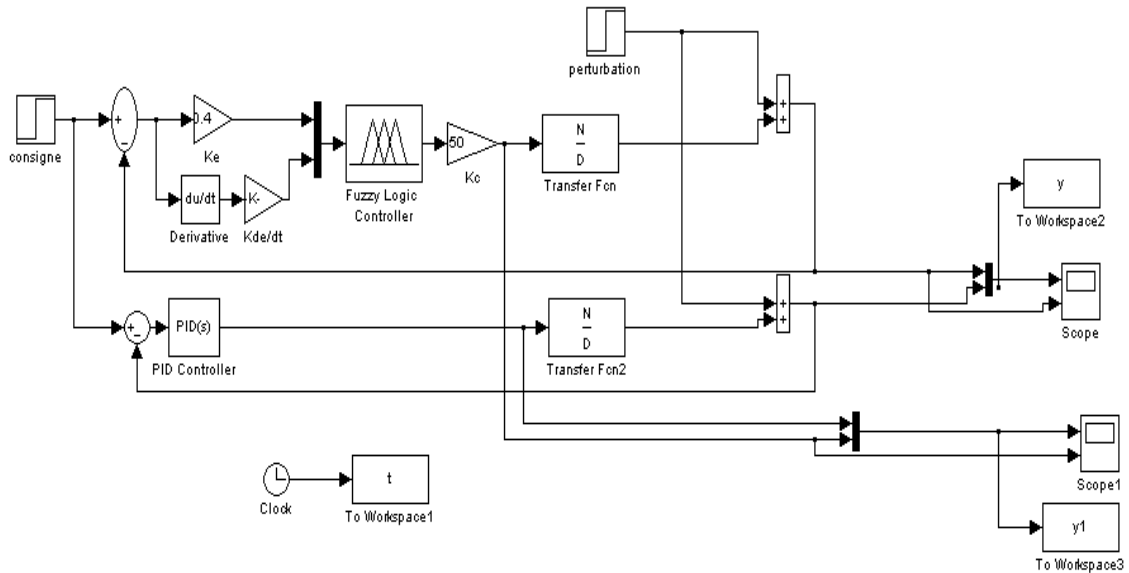 perturbation
consigne
+
−
0.4
Ke
du/dt
Derivative
K-
Kde/dt
Fuzzy Logic
Controller
50
Kc
N
D
Transfer Fcn
+
+
y
To Workspace2
Scope
+
−
PID(s)
PID Controller
N
D
Transfer Fcn2
+
+
Clock
t
To Workspace1
Scope1
y1
To Workspace3